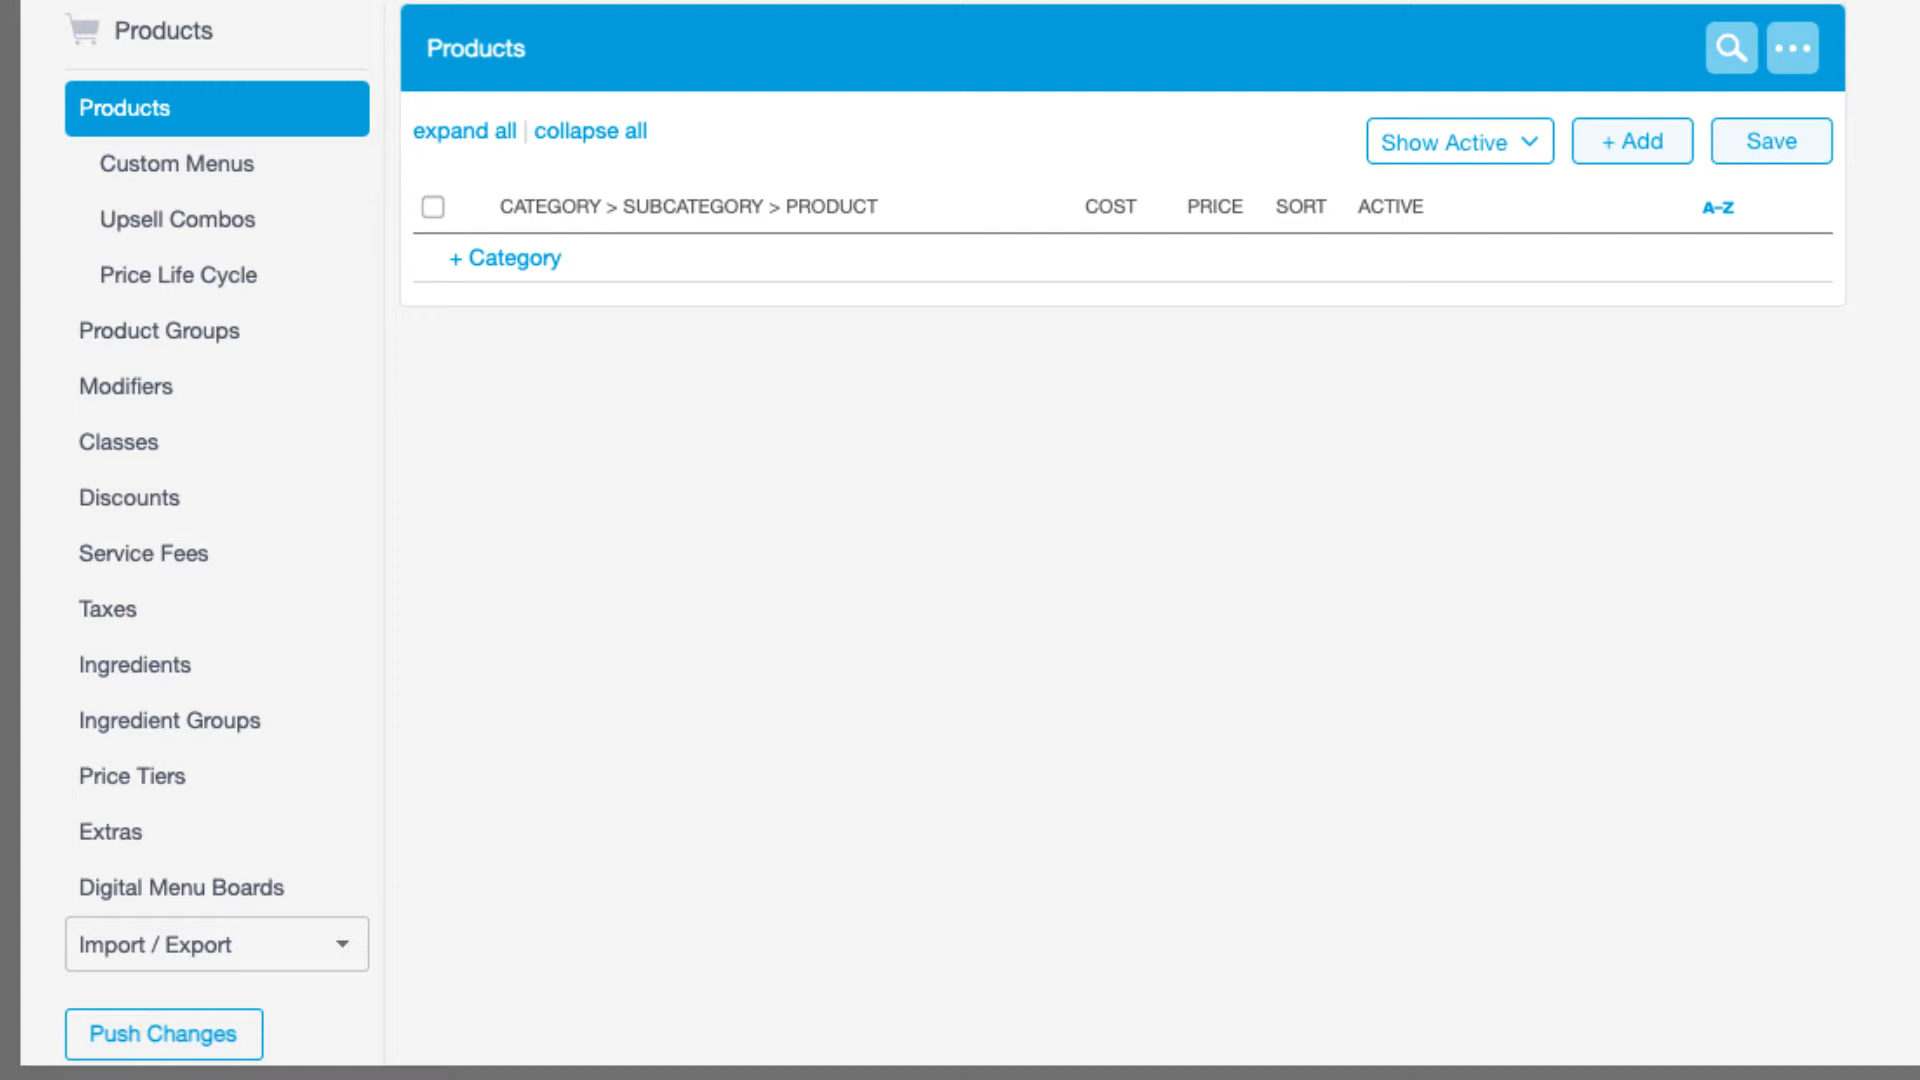 Products
Products
Custom Menus
Upsell Combos
Price Life Cycle
Product Groups
Modifiers
Classes
Discounts
Service Fees
Taxes
Ingredients
Ingredient Groups
Price Tiers
Extras
Digital Menu Boards
Import / Export
Push Changes
Products
expand all | collapse all
Show Active
+ Add
Save
CATEGORY > SUBCATEGORY > PRODUCT COST PRICE SORT ACTIVE A–Z
+ Category